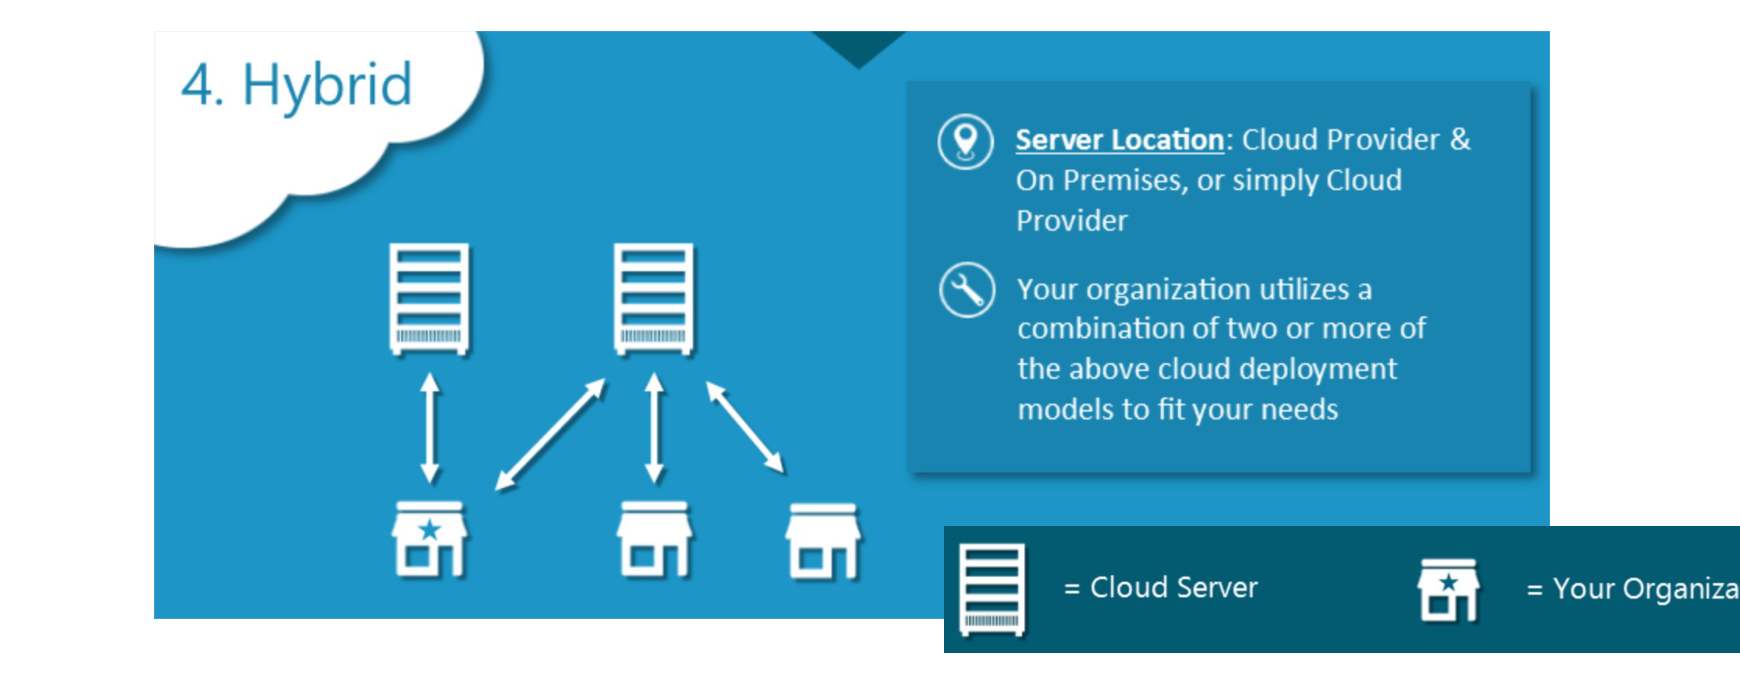 4. Hybrid
Server Location: Cloud Provider &
On Premises, or simply Cloud
Provider
Your organization utilizes a
combination of two or more of
the above cloud deployment
models to fit your needs
= Cloud Server
= Your Organiza